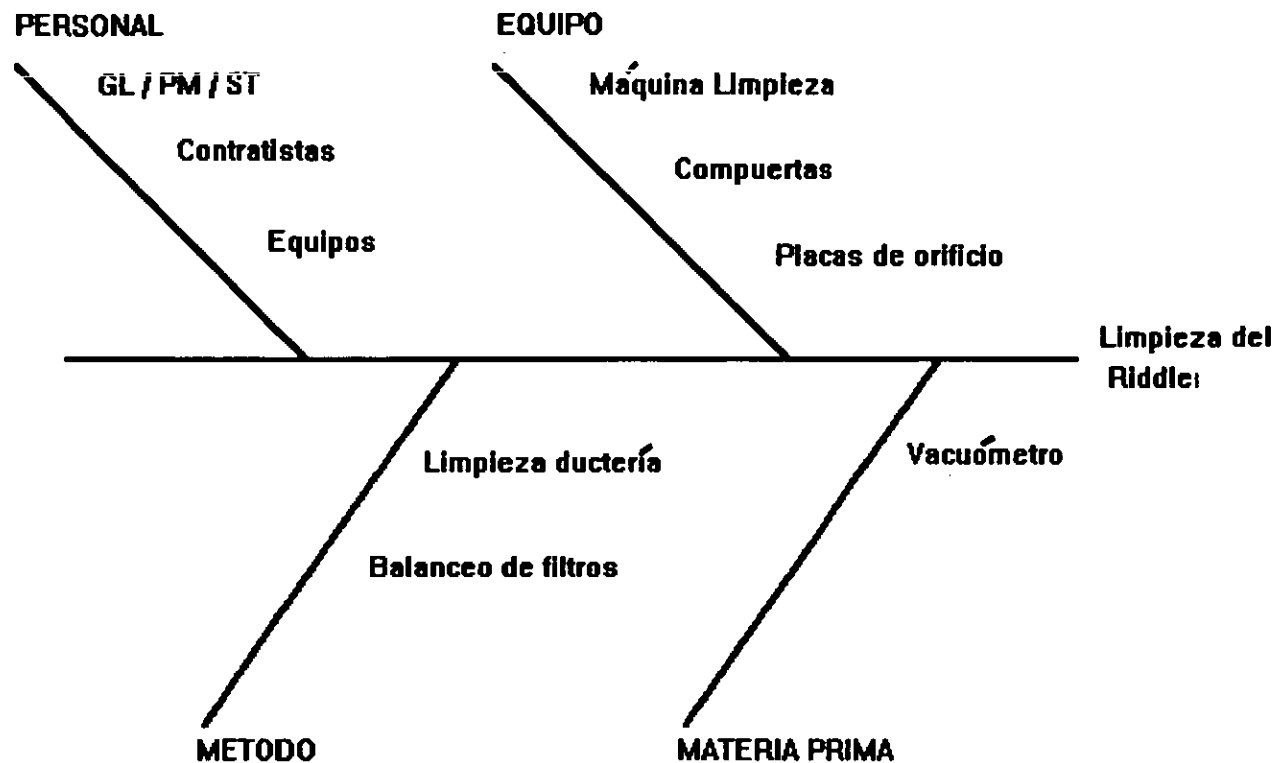 PERSONAL
EQUIPO
GL / PM / ST
Máquina Limpieza
Contratistas
Compuertas
Equipos
Placas de orificio
Limpieza del
Riddler
Limpieza ductería
Vacuómetro
Balanceo de filtros
METODO
MATERIA PRIMA